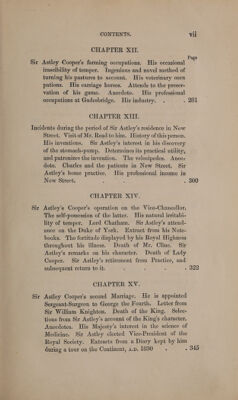 CONTENTS. vii
CHAPTER XII.
Page
Sir Astley Cooper's farming occupations. His occasional
irascibility of temper. Ingenious and novel method of
turning his pastures to account. His veterinary occu-
pations. His carriage horses. Attends to the preser-
vation of his game. Anecdote. His professional
occupations at Gadesbridge. His industry. . . 281
CHAPTER XIII.
Incidents during the period of Sir Astley's residence in New
Street. Visit of Mr. Read to him. History of this person.
His inventions. Sir Astley's interest in his discovery
of the stomach-pump. Determines its practical utility,
and patronizes the invention. The velocipedes. Anec-
dote. Charles and the patients in New Street. Sir
Astley's home practice. His professional income in
New Street. . . . . 300
CHAPTER XIV.
Sir Astley's Cooper's operation on the Vice-Chancellor.
The self-possession of the latter. His natural irritabi-
lity of temper. Lord Chatham. Sir Astley's attend-
ance on the Duke of York. Extract from his Note-
books. The fortitude displayed by his Royal Highness
throughout his illness. Death of Mr. Cline. Sir
Astley's remarks on his character. Death of Lady
Cooper. Sir Astley's retirement from Practice, and
subsequent return to it. . . . . 322
CHAPTER XV.
Sir Astley Cooper's second Marriage. He is appointed
Sergeant-Surgeon to George the Fourth. Letter from
Sir William Knighton. Death of the King. Selec-
tions from Sir Astley's account of the King's character.
Anecdotes. His Majesty's interest in the science of
Medicine. Sir Astley elected Vice-President of the
Royal Society. Extracts from a Diary kept by him
during a tour on the Continent, A.D. 1830 . . 345